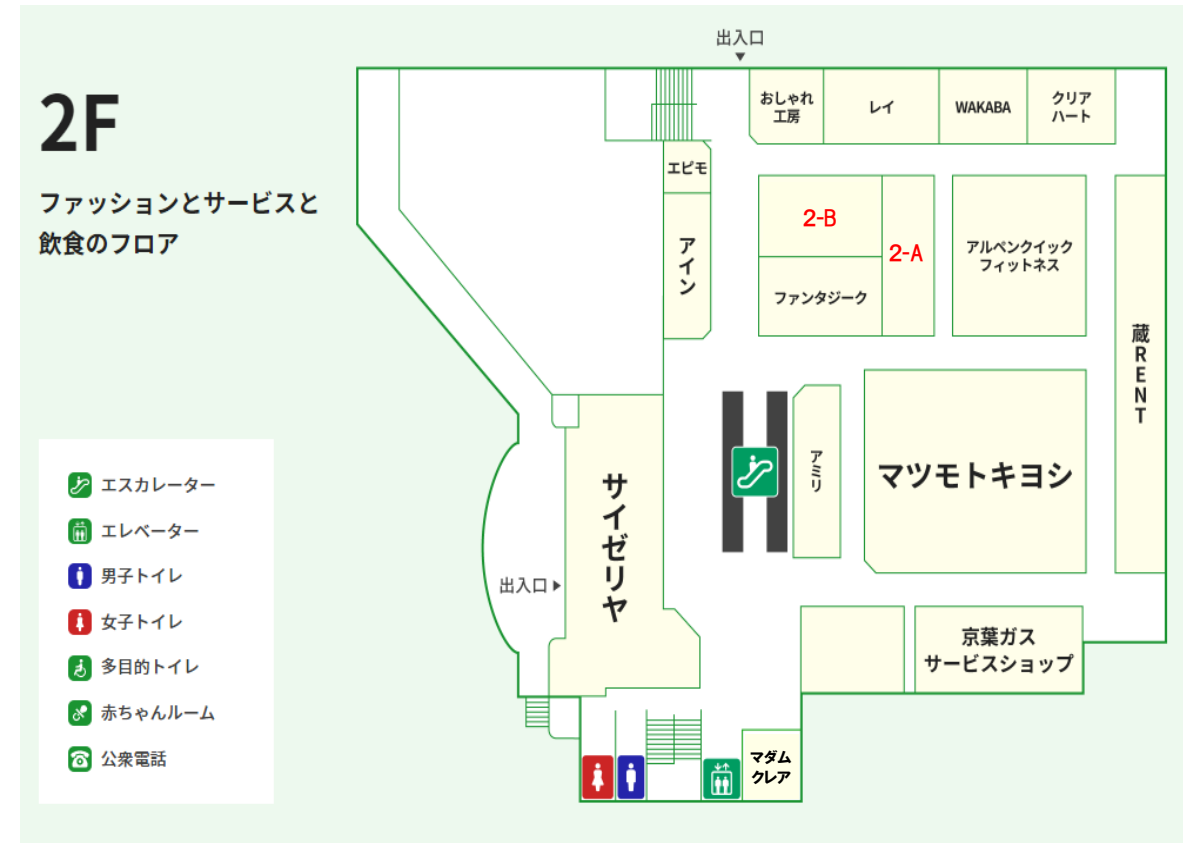 2F
ファッションとサービスと
飲食のフロア
エスカレーター
エレベーター
男子トイレ
女子トイレ
多目的トイレ
赤ちゃんルーム
公衆電話
出入口
おしゃれ
工房
レイ
WAKABA
クリア
ハート
エピモ
アイン
2-B
2-A
ファンタジーク
アルペンクイック
フィットネス
蔵RENT
アミリ
マツモトキヨシ
サイゼリヤ
出入口
京葉ガス
サービスショップ
マダム
クレア